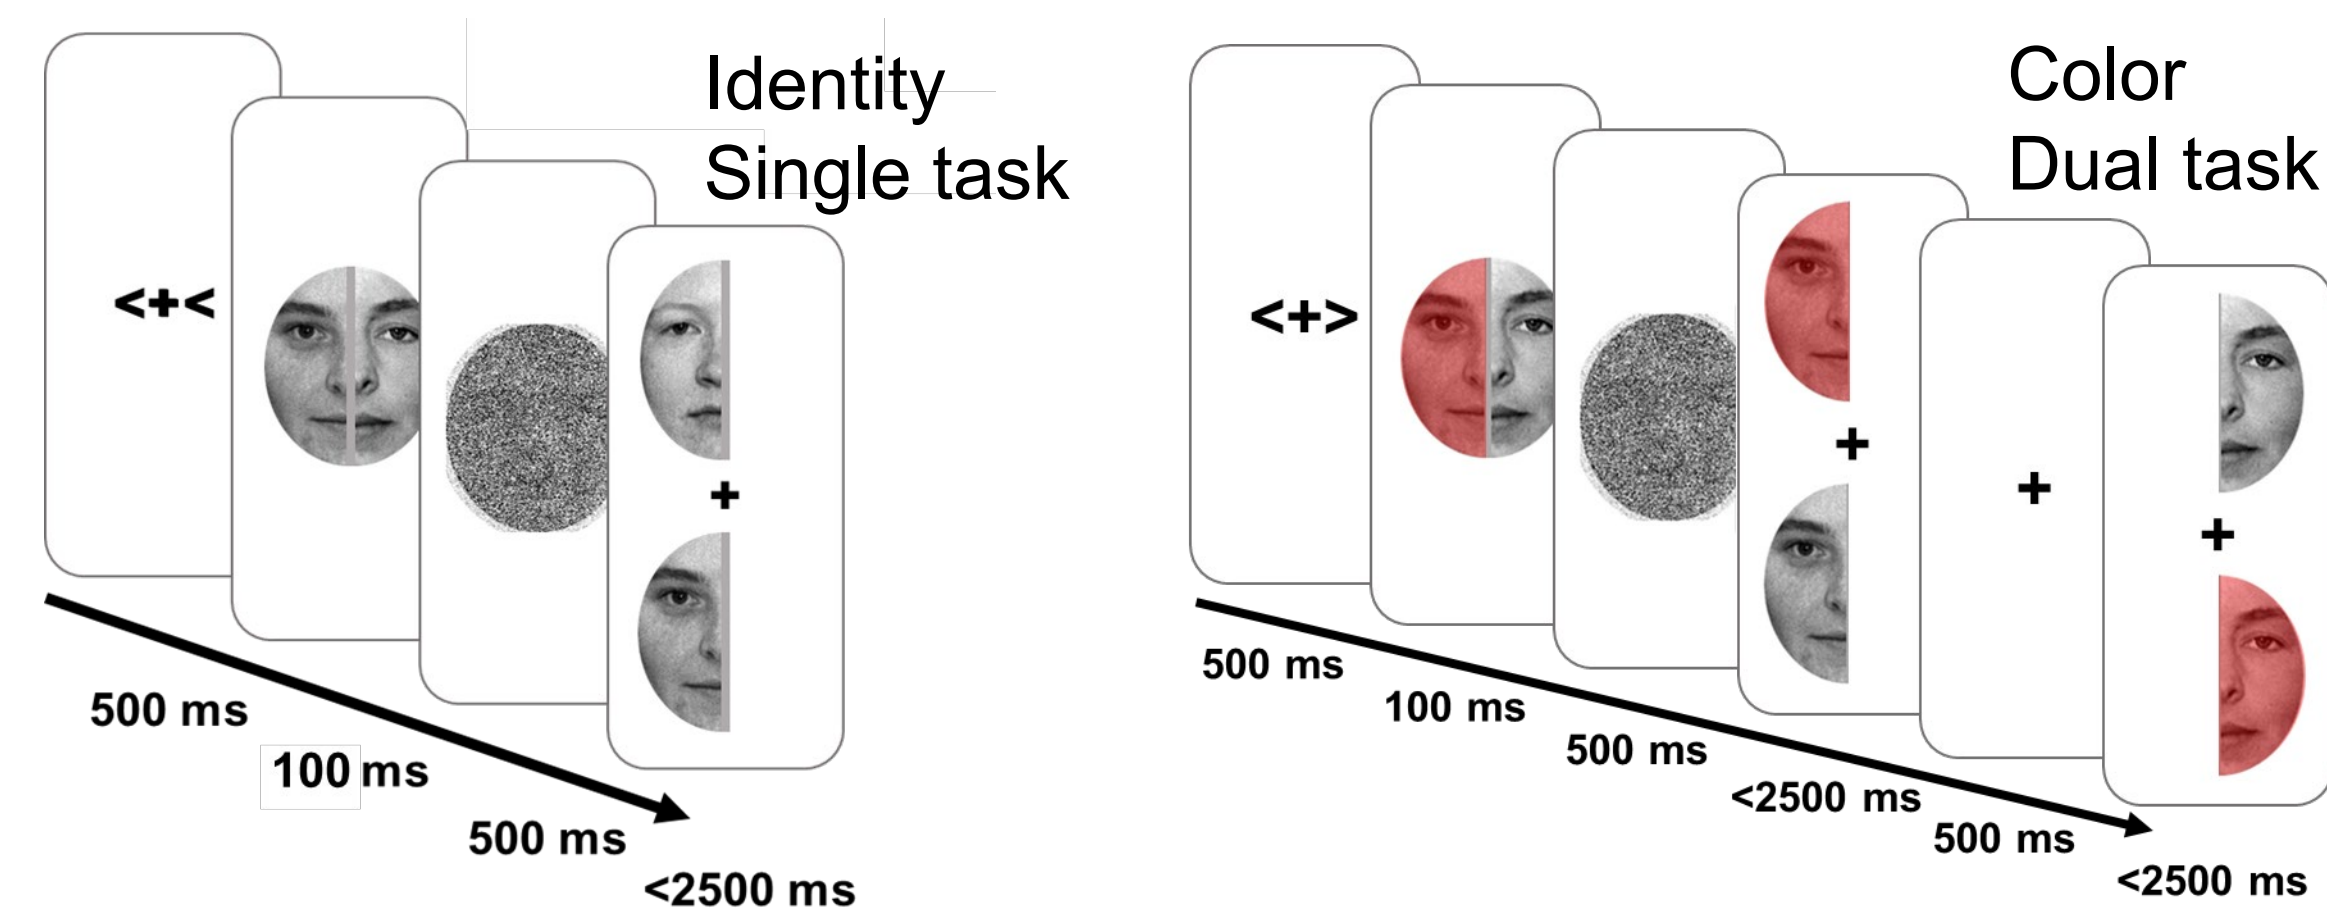 Identity
Single task
<+<
+
500 ms
100 ms
500 ms
<2500 ms
Color
Dual task
<+>
+
+
+
500 ms
100 ms
500 ms
<2500 ms
500 ms
<2500 ms